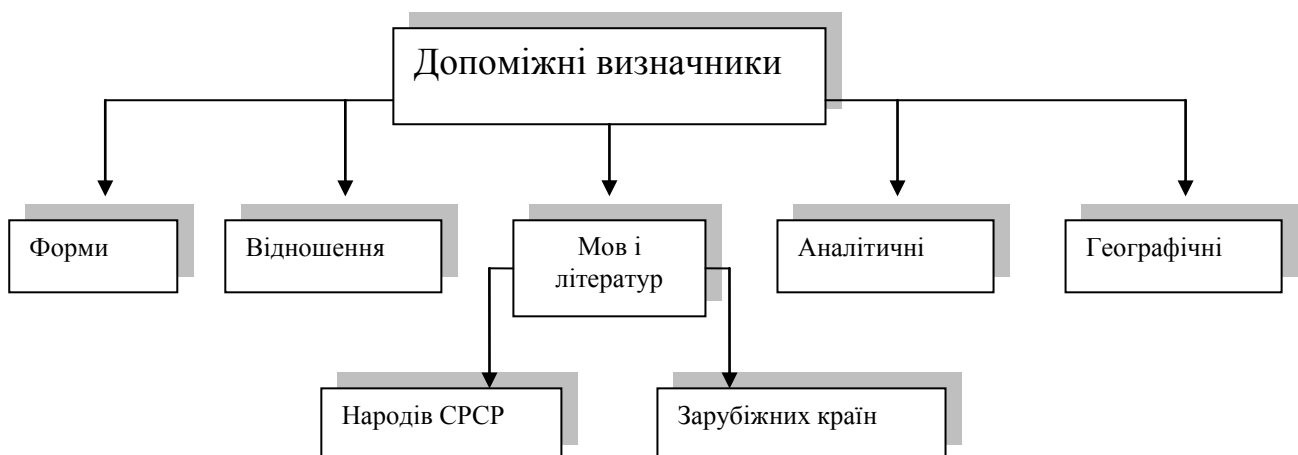 Допоміжні визначники
Форми
Відношення
Мов і
літератур
Аналітичні
Географічні
Народів СРСР
Зарубіжних країн